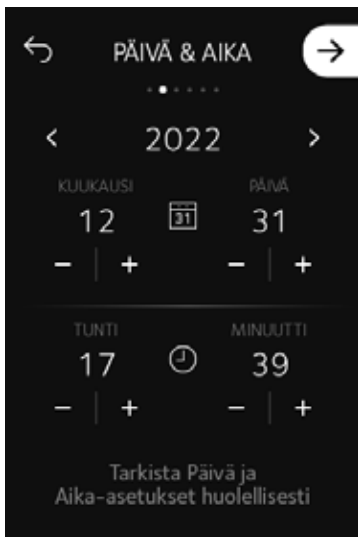 PÄIVÄ & AIKA
2022
KUUKAUSI PÄIVÄ
12 31 31
− + − +
TUNTI MINUUTTI
17 39
− + − +
Tarkista Päivä ja
Aika-asetukset huolellisesti